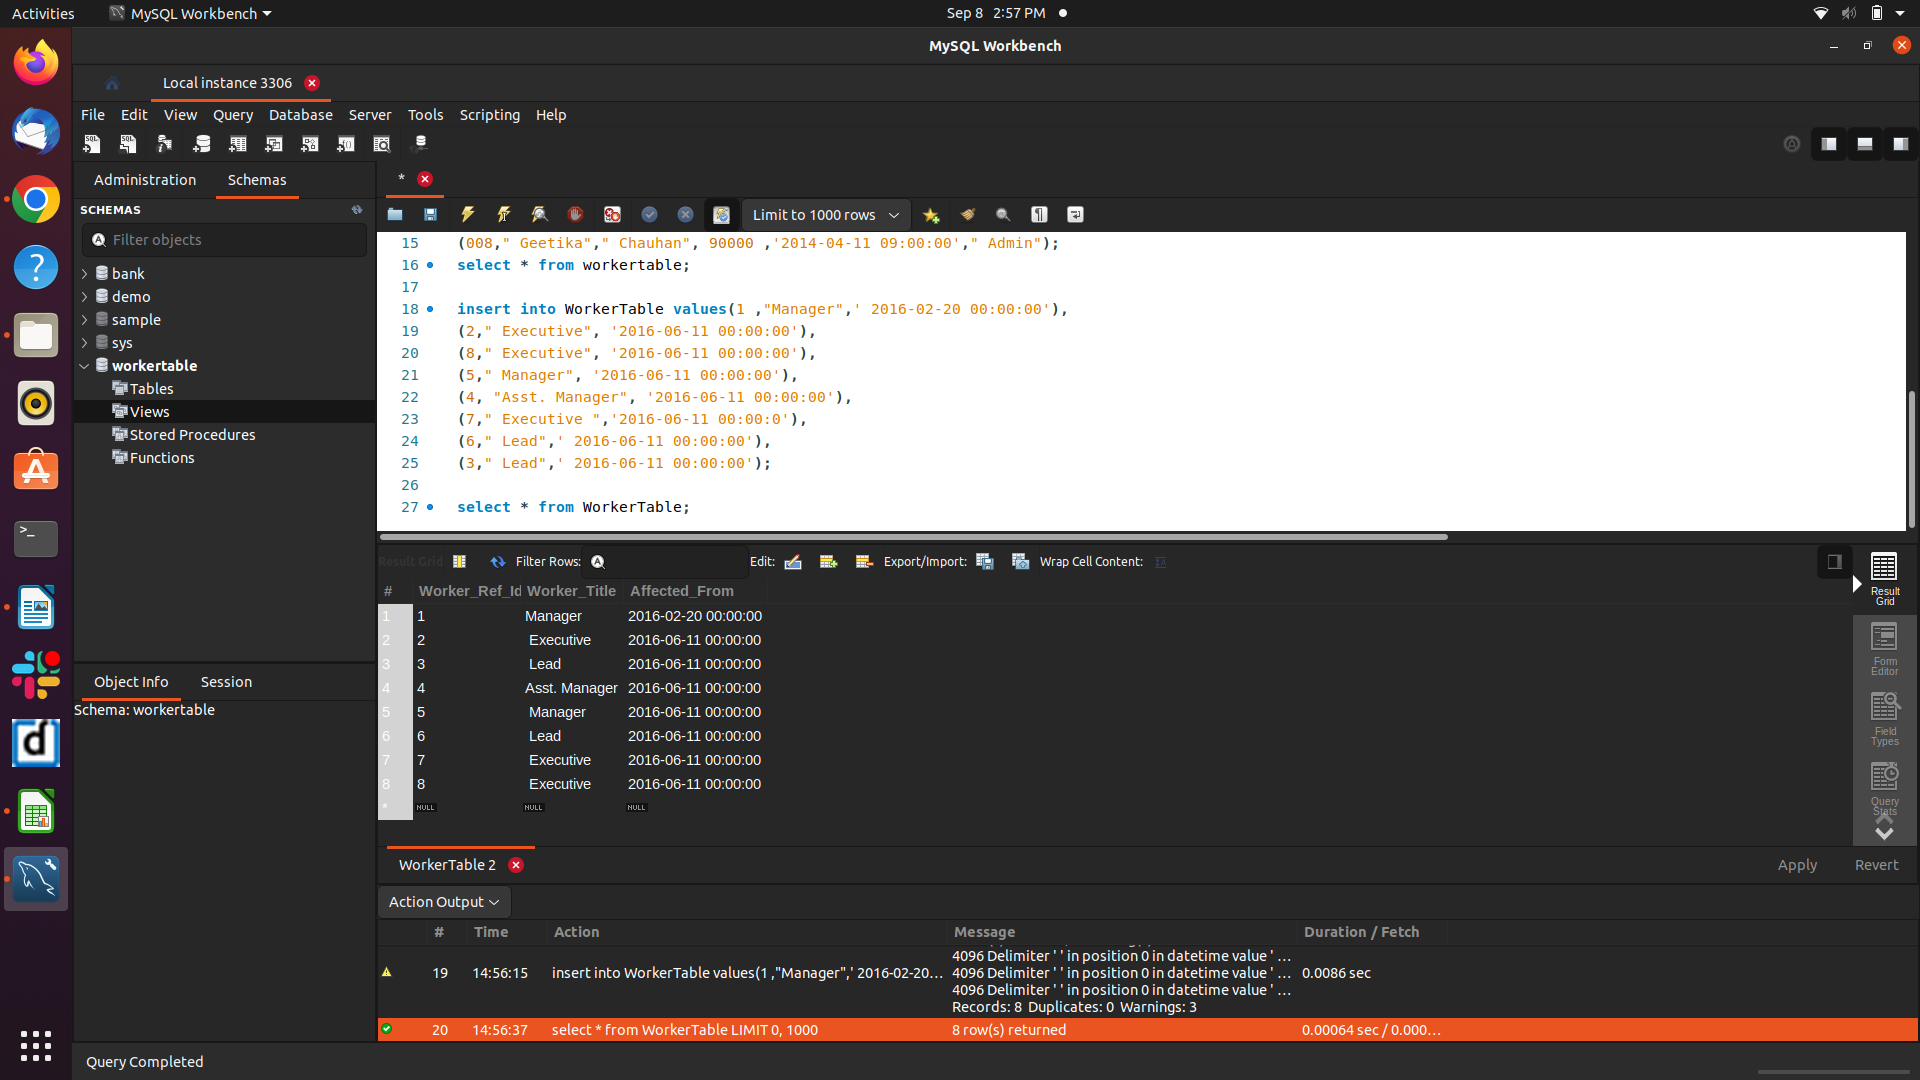 Activities
MySQL Workbench
Sep 8 2:57 PM
MySQL Workbench
Local instance 3306
File Edit View Query Database Server Tools Scripting Help
Administration Schemas
SCHEMAS
Filter objects
bank
demo
sample
sys
workertable
Tables
Views
Stored Procedures
Functions
Object Info Session
Schema: workertable
*
Limit to 1000 rows
15 (008," Geetika"," Chauhan", 90000 ,'2014-04-11 09:00:00'," Admin");
16 select * from workertable;
17
18 insert into WorkerTable values(1 ,"Manager",' 2016-02-20 00:00:00'),
19 (2," Executive", '2016-06-11 00:00:00'),
20 (8," Executive", '2016-06-11 00:00:00'),
21 (5," Manager", '2016-06-11 00:00:00'),
22 (4, "Asst. Manager", '2016-06-11 00:00:00'),
23 (7," Executive ",'2016-06-11 00:00:0'),
24 (6," Lead",' 2016-06-11 00:00:00'),
25 (3," Lead",' 2016-06-11 00:00:00');
26
27 select * from WorkerTable;
Result Grid Filter Rows: Edit: Export/Import: Wrap Cell Content:
# Worker_Ref_Id Worker_Title Affected_From
1 1 Manager 2016-02-20 00:00:00
2 2 Executive 2016-06-11 00:00:00
3 3 Lead 2016-06-11 00:00:00
4 4 Asst. Manager 2016-06-11 00:00:00
5 5 Manager 2016-06-11 00:00:00
6 6 Lead 2016-06-11 00:00:00
7 7 Executive 2016-06-11 00:00:00
8 8 Executive 2016-06-11 00:00:00
* NULL NULL NULL
Result
Grid
Form
Editor
Field
Types
Query
Stats
WorkerTable 2
Apply Revert
Action Output
# Time Action Message Duration / Fetch
4096 Delimiter ' ' in position 0 in datetime value ' ...
19 14:56:15 insert into WorkerTable values(1 ,"Manager",' 2016-02-20... 4096 Delimiter ' ' in position 0 in datetime value ' ... 0.0086 sec
4096 Delimiter ' ' in position 0 in datetime value ' ...
Records: 8 Duplicates: 0 Warnings: 3
20 14:56:37 select * from WorkerTable LIMIT 0, 1000 8 row(s) returned 0.00064 sec / 0.000...
Query Completed